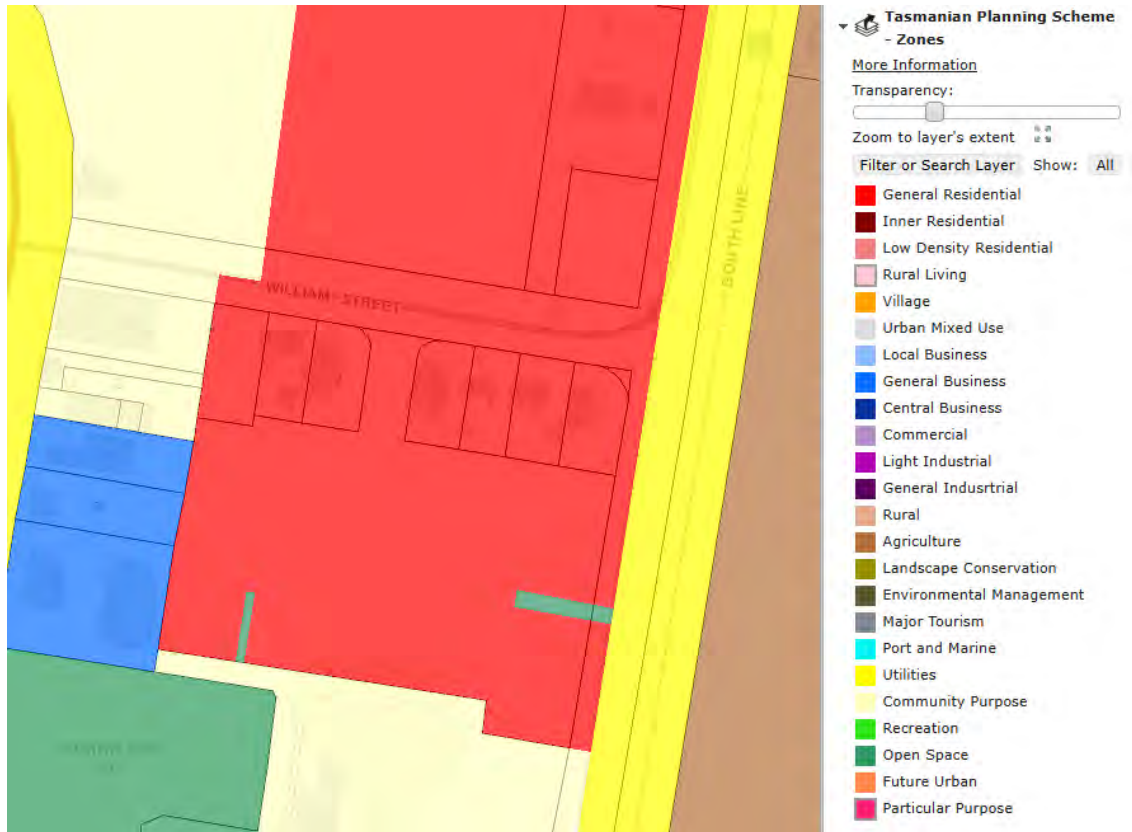 WILLIAM STREET
SOUTH LINE
Tasmanian Planning Scheme
- Zones
More Information
Transparency:
Zoom to layer's extent
Filter or Search Layer Show: All
General Residential
Inner Residential
Low Density Residential
Rural Living
Village
Urban Mixed Use
Local Business
General Business
Central Business
Commercial
Light Industrial
General Indusrtrial
Rural
Agriculture
Landscape Conservation
Environmental Management
Major Tourism
Port and Marine
Utilities
Community Purpose
Recreation
Open Space
Future Urban
Particular Purpose